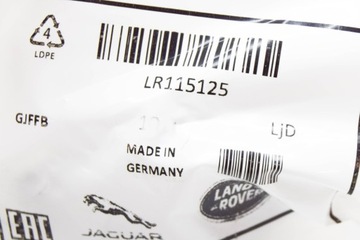 4
LDPE
LR115125
GJFFB
LjD
MADE IN
GERMANY
LAND
ROVER
EAC
JAGUAR